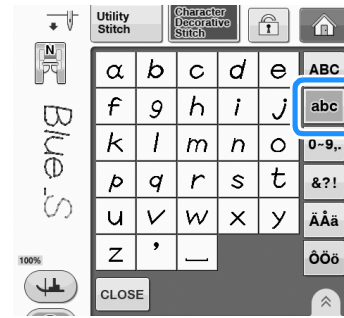 Utility Stitch
Character Decorative Stitch
N
a b c d e
f g h i j
k l m n o
p q r s t
u v w x y
z ’ _
ABC
abc
0~9,.
&?!
ÄÅä
ÔÖö
Blue_S
100%
CLOSE